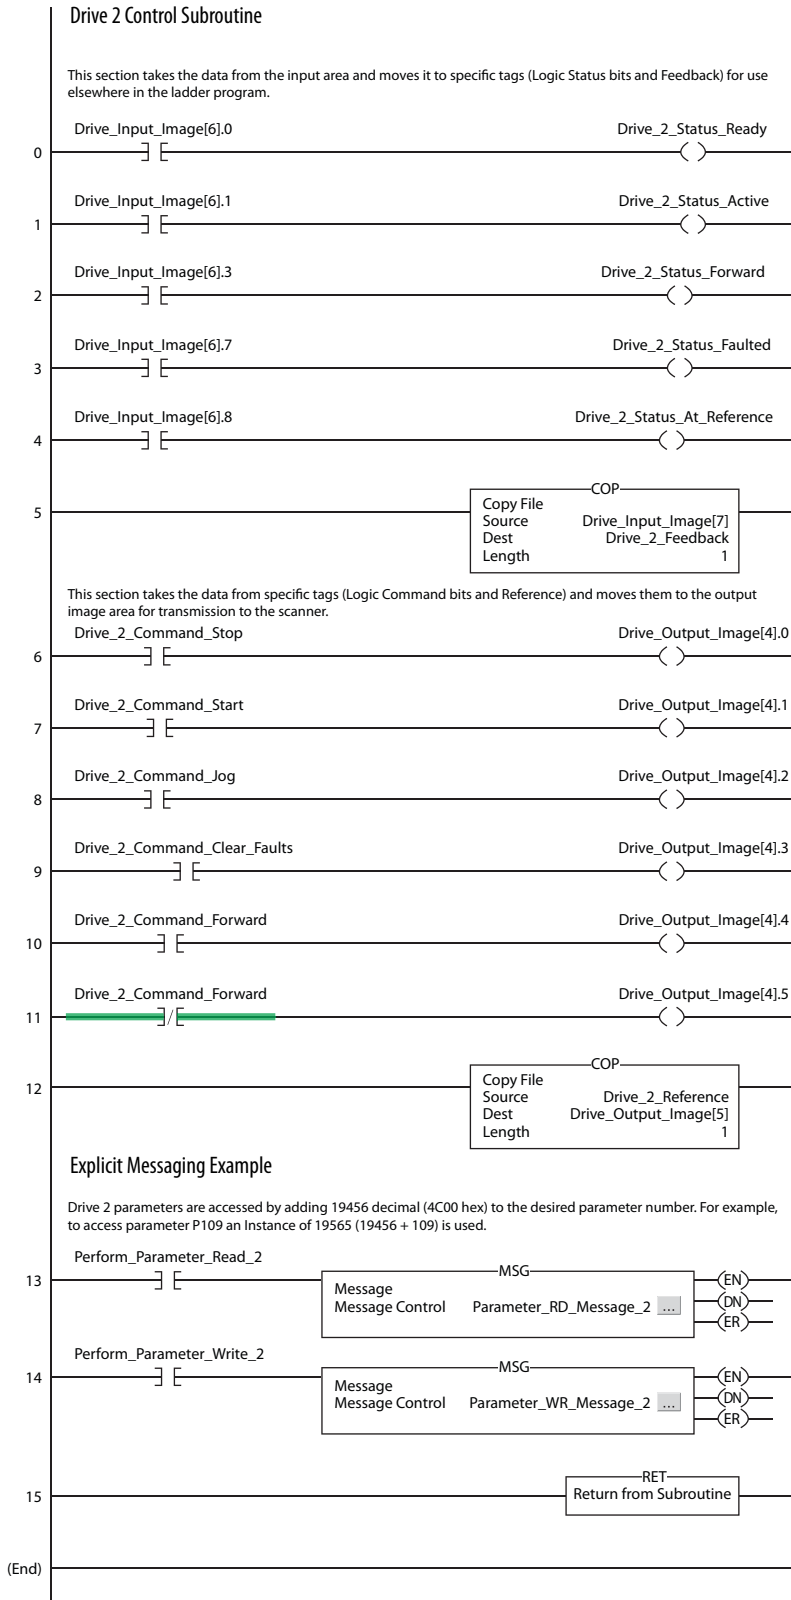 Drive 2 Control Subroutine
This section takes the data from the input area and moves it to specific tags (Logic Status bits and Feedback) for use
elsewhere in the ladder program.
Drive_Input_Image[6].0 Drive_2_Status_Ready
0
Drive_Input_Image[6].1 Drive_2_Status_Active
1
Drive_Input_Image[6].3 Drive_2_Status_Forward
2
Drive_Input_Image[6].7 Drive_2_Status_Faulted
3
Drive_Input_Image[6].8 Drive_2_Status_At_Reference
4
COP
Copy File
5
Source Drive_Input_Image[7]
Dest Drive_2_Feedback
Length 1
This section takes the data from specific tags (Logic Command bits and Reference) and moves them to the output
image area for transmission to the scanner.
Drive_2_Command_Stop Drive_Output_Image[4].0
6
Drive_2_Command_Start Drive_Output_Image[4].1
7
Drive_2_Command_Jog Drive_Output_Image[4].2
8
Drive_2_Command_Clear_Faults Drive_Output_Image[4].3
9
Drive_2_Command_Forward Drive_Output_Image[4].4
10
Drive_2_Command_Forward Drive_Output_Image[4].5
11
COP
Copy File
12
Source Drive_2_Reference
Dest Drive_Output_Image[5]
Length 1
Explicit Messaging Example
Drive 2 parameters are accessed by adding 19456 decimal (4C00 hex) to the desired parameter number. For example,
to access parameter P109 an Instance of 19565 (19456 + 109) is used.
Perform_Parameter_Read_2
MSG
13
EN
Message
Message Control Parameter_RD_Message_2 ...
DN
ER
Perform_Parameter_Write_2
MSG
14
EN
Message
Message Control Parameter_WR_Message_2 ...
DN
ER
RET
15 Return from Subroutine
(End)